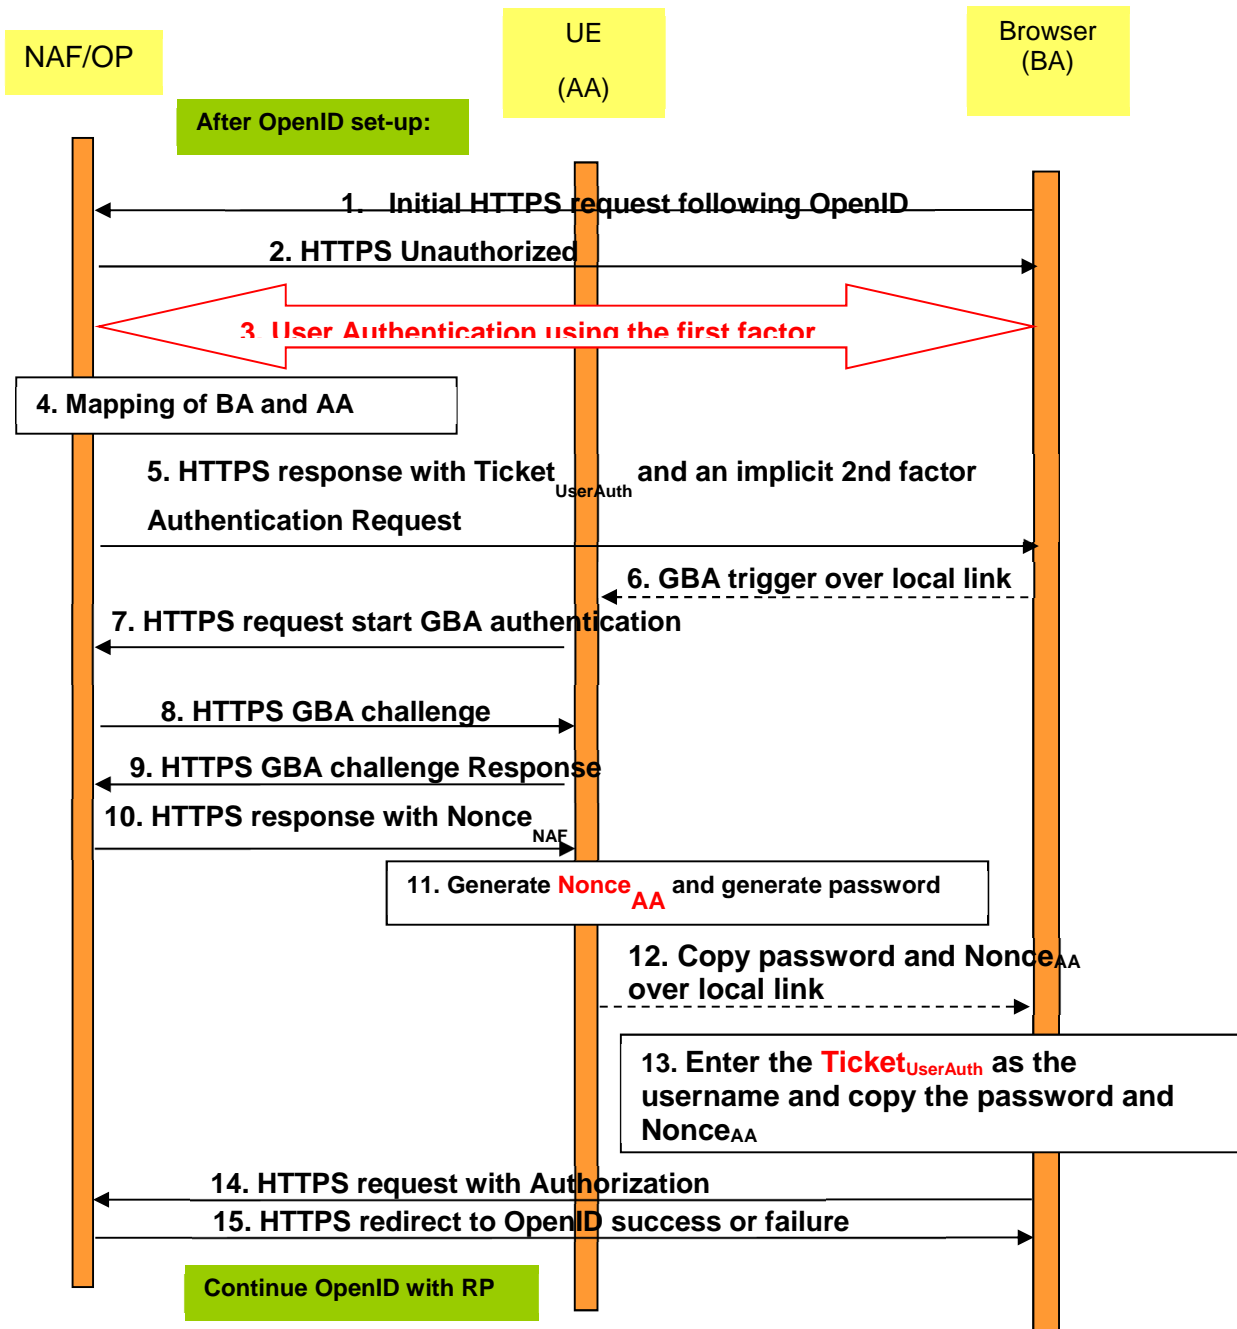 NAF/OP
UE
(AA)
Browser
(BA)
After OpenID set-up:
1. Initial HTTPS request following OpenID
2. HTTPS Unauthorized
3. User Authentication using the first factor
4. Mapping of BA and AA
5. HTTPS response with TicketUserAuth and an implicit 2nd factor
Authentication Request
6. GBA trigger over local link
7. HTTPS request start GBA authentication
8. HTTPS GBA challenge
9. HTTPS GBA challenge Response
10. HTTPS response with NonceNAF
11. Generate NonceAA and generate password
12. Copy password and NonceAA
over local link
13. Enter the TicketUserAuth as the
username and copy the password and
NonceAA
14. HTTPS request with Authorization
15. HTTPS redirect to OpenID success or failure
Continue OpenID with RP